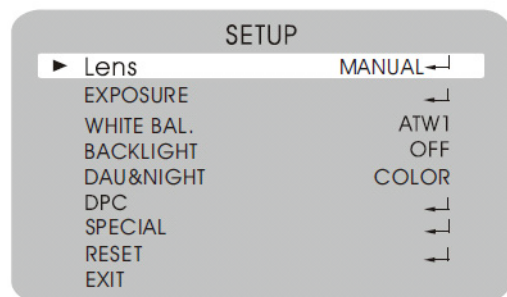 SETUP
► Lens MANUAL ↵
EXPOSURE ↵
WHITE BAL. ATW1
BACKLIGHT OFF
DAU&NIGHT COLOR
DPC ↵
SPECIAL ↵
RESET ↵
EXIT